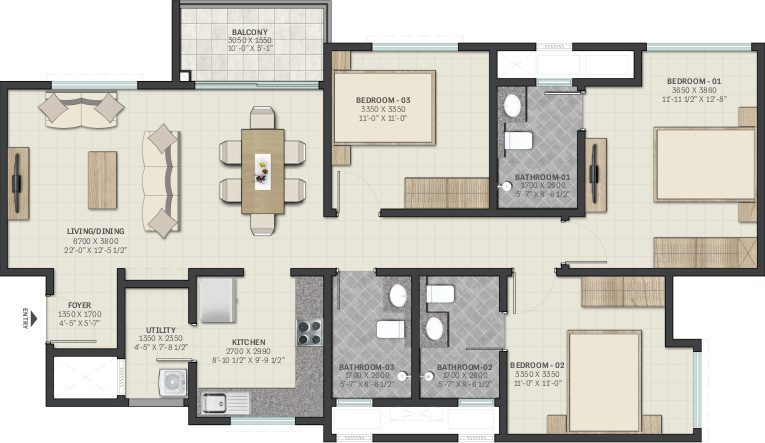 BALCONY
3050 X 1550
10'-0" X 5'-1"
BEDROOM - 03
3350 X 3350
11'-0" X 11'-0"
BEDROOM - 01
3650 X 3860
11'-11 1/2" X 12'-8"
BATHROOM-01
1700 X 2600
5'-7" X 8'-6 1/2"
LIVING/DINING
6700 X 3800
22'-0" X 12'-5 1/2"
FOYER
1350 X 1700
4'-5" X 5'-7"
ENTRY
UTILITY
1350 X 2350
4'-5" X 7'-8 1/2"
KITCHEN
2700 X 2990
8'-10 1/2" X 9'-9 1/2"
BATHROOM-03
1700 X 2600
5'-7" X 8'-6 1/2"
BATHROOM-02
1700 X 2600
5'-7" X 8'-6 1/2"
BEDROOM - 02
3350 X 3350
11'-0" X 11'-0"